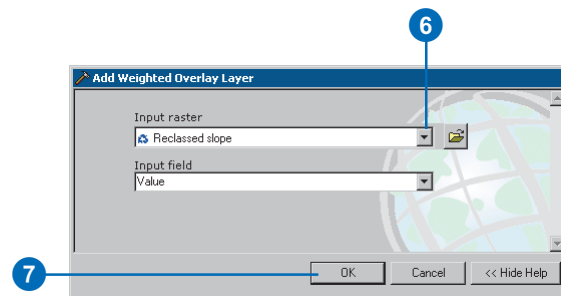 6
Add Weighted Overlay Layer
Input raster
Reclassed slope
Input field
Value
7
OK Cancel << Hide Help